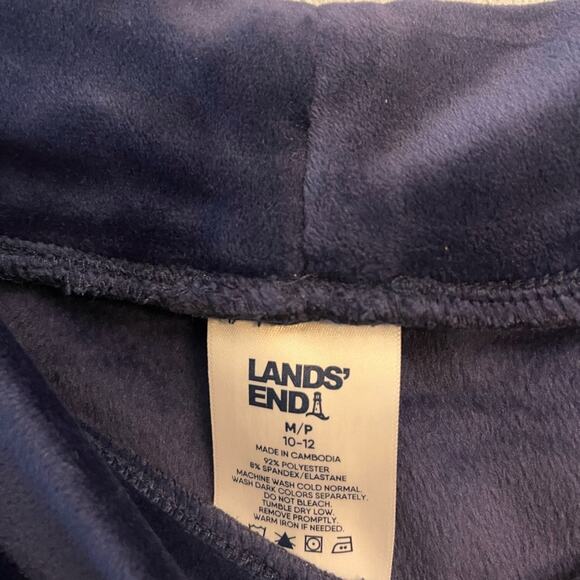 LANDS'
END
M/P
10-12
MADE IN CAMBODIA
92% POLYESTER
8% SPANDEX/ELASTANE
MACHINE WASH COLD NORMAL.
WASH DARK COLORS SEPARATELY.
DO NOT BLEACH.
TUMBLE DRY LOW.
REMOVE PROMPTLY.
WARM IRON IF NEEDED.